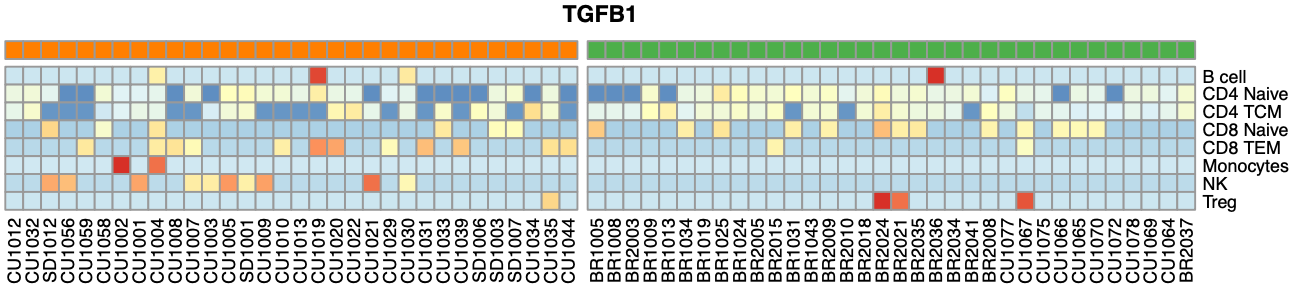 TGFB1
B cell
CD4 Naive
CD4 TCM
CD8 Naive
CD8 TEM
Monocytes
NK
Treg
CU1012 CU1032 SD1012 CU1056 CU1059 CU1058 CU1002 CU1001 CU1004 CU1008 CU1007 CU1003 CU1005 SD1001 CU1009 CU1010 CU1013 CU1019 CU1020 CU1022 CU1021 CU1029 CU1030 CU1031 CU1033 CU1039 SD1006 SD1003 SD1007 CU1034 CU1035 CU1044 BR1005 BR1008 BR2003 BR1009 BR1013 BR1034 BR1019 BR1025 BR1024 BR2005 BR2015 BR1031 BR1043 BR2009 BR2010 BR2018 BR2024 BR2021 BR2035 BR2036 BR2034 BR2041 BR2008 CU1077 CU1067 CU1075 CU1066 CU1065 CU1070 CU1072 CU1078 CU1069 CU1064 BR2037